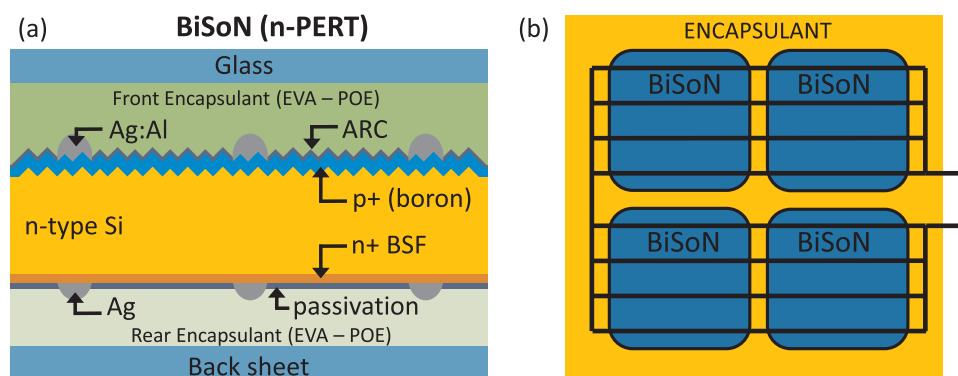 (a)
BiSoN (n-PERT)
Glass
Front Encapsulant (EVA – POE)
Ag:Al
ARC
p+ (boron)
n-type Si
n+ BSF
Ag
passivation
Rear Encapsulant (EVA – POE)
Back sheet
(b)
ENCAPSULANT
BiSoN
BiSoN
BiSoN
BiSoN